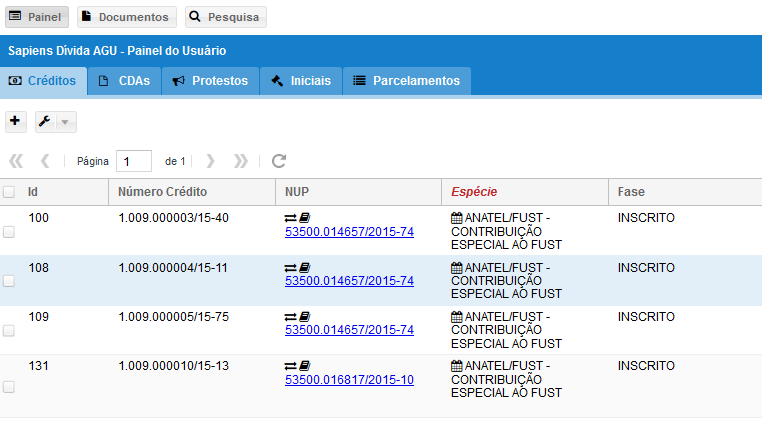 Painel Documentos Pesquisa
Sapiens Dívida AGU - Painel do Usuário
Créditos CDAs Protestos Iniciais Parcelamentos
Página 1 de 1
Id Número Crédito NUP Espécie Fase
100 1.009.000003/15-40 ANATEL/FUST - INSCRITO
53500.014657/2015-74 CONTRIBUIÇÃO
ESPECIAL AO FUST
108 1.009.000004/15-11 ANATEL/FUST - INSCRITO
53500.014657/2015-74 CONTRIBUIÇÃO
ESPECIAL AO FUST
109 1.009.000005/15-75 ANATEL/FUST - INSCRITO
53500.014657/2015-74 CONTRIBUIÇÃO
ESPECIAL AO FUST
131 1.009.000010/15-13 ANATEL/FUST - INSCRITO
53500.016817/2015-10 CONTRIBUIÇÃO
ESPECIAL AO FUST